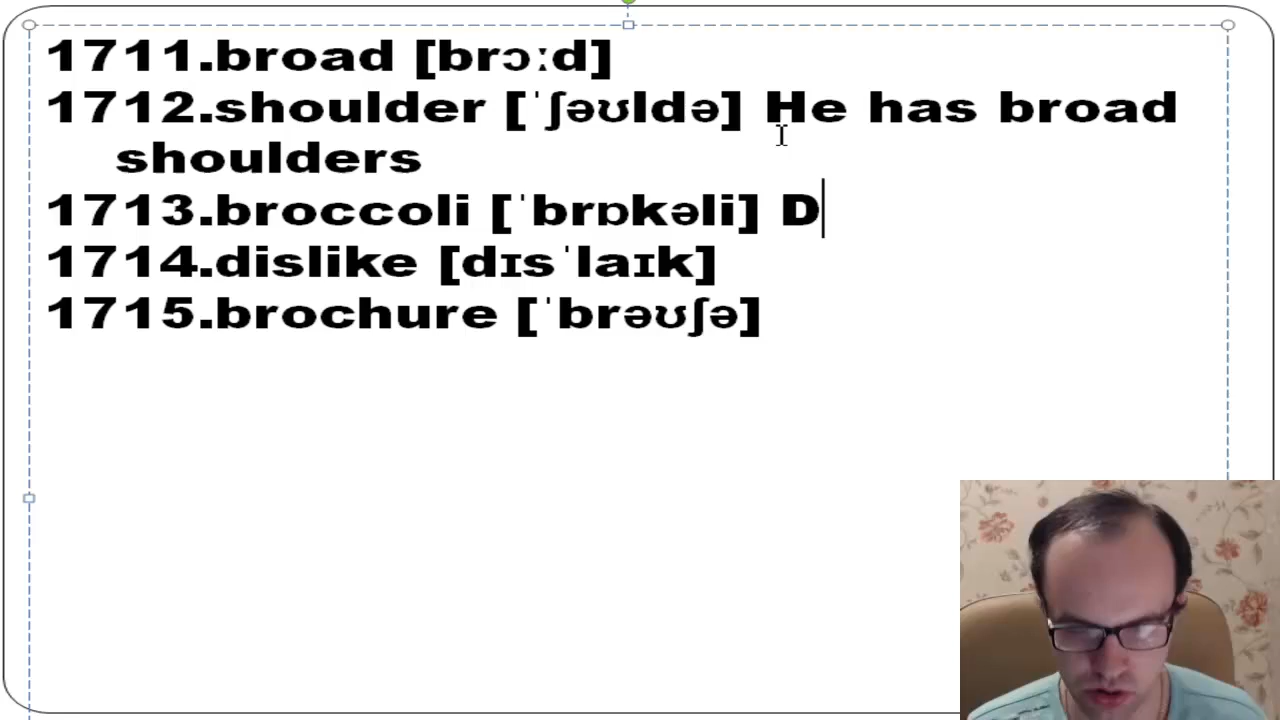 1711.broad [brɔːd]
1712.shoulder [ˈʃəʊldə] He has broad
shoulders
1713.broccoli [ˈbrɒkəli] D
1714.dislike [dɪsˈlaɪk]
1715.brochure [ˈbrəʊʃə]